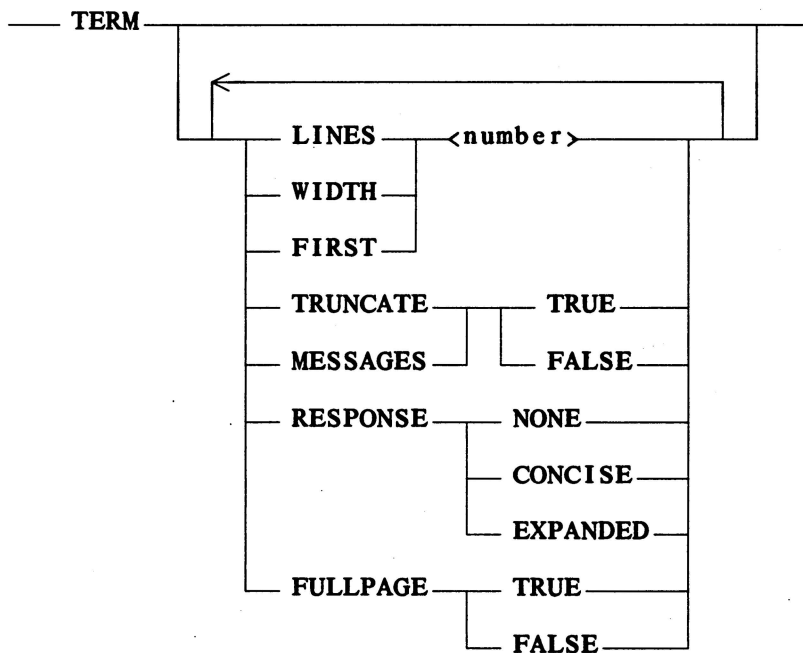 TERM
LINES <number>
WIDTH
FIRST
TRUNCATE TRUE
MESSAGES FALSE
RESPONSE NONE
CONCISE
EXPANDED
FULLPAGE TRUE
FALSE